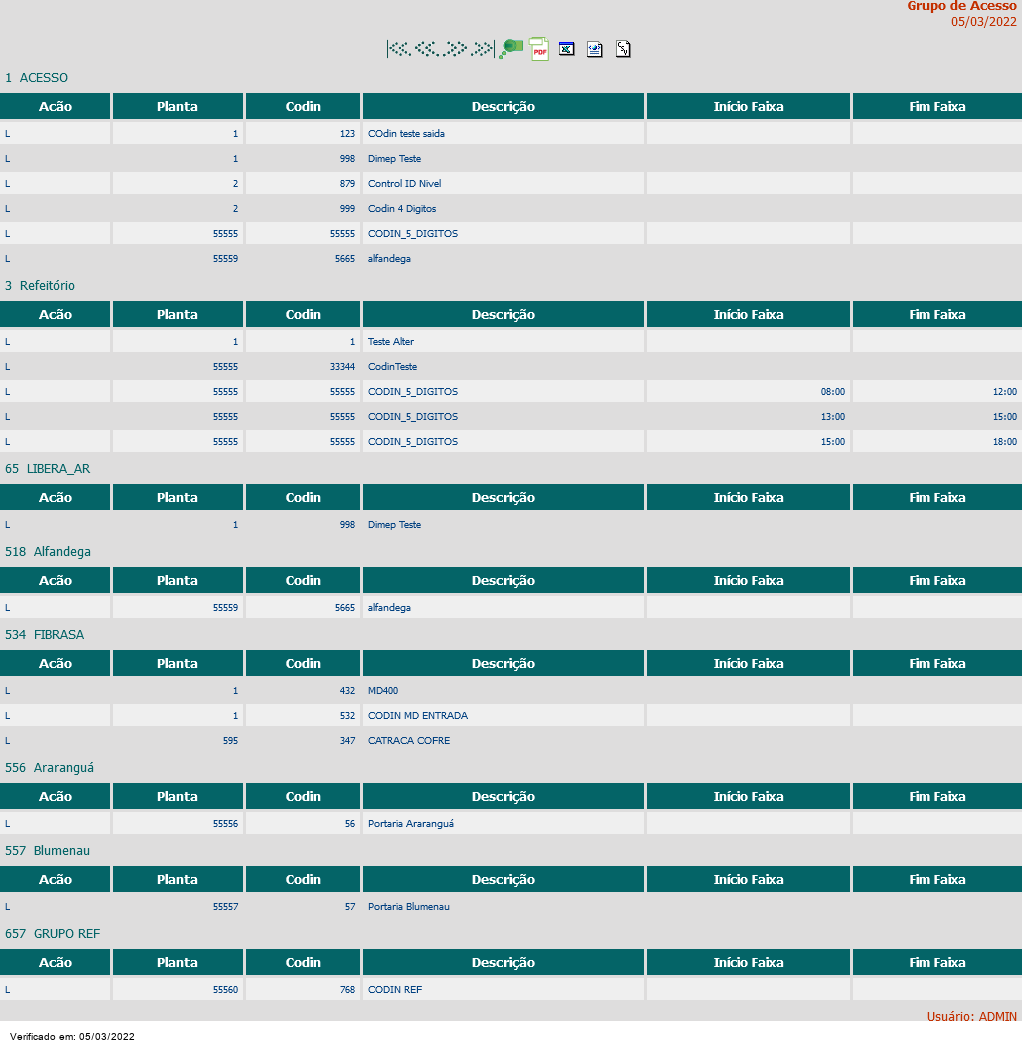 Grupo de Acesso
05/03/2022
PDF
1 ACESSO
Acão Planta Codin Descrição Início Faixa Fim Faixa
L 1 123 COdin teste saida
L 1 998 Dimep Teste
L 2 879 Control ID Nivel
L 2 999 Codin 4 Digitos
L 55555 55555 CODIN_5_DIGITOS
L 55559 5665 alfandega
3 Refeitório
Acão Planta Codin Descrição Início Faixa Fim Faixa
L 1 1 Teste Alter
L 55555 33344 CodinTeste
L 55555 55555 CODIN_5_DIGITOS 08:00 12:00
L 55555 55555 CODIN_5_DIGITOS 13:00 15:00
L 55555 55555 CODIN_5_DIGITOS 15:00 18:00
65 LIBERA_AR
Acão Planta Codin Descrição Início Faixa Fim Faixa
L 1 998 Dimep Teste
518 Alfandega
Acão Planta Codin Descrição Início Faixa Fim Faixa
L 55559 5665 alfandega
534 FIBRASA
Acão Planta Codin Descrição Início Faixa Fim Faixa
L 1 432 MD400
L 1 532 CODIN MD ENTRADA
L 595 347 CATRACA COFRE
556 Araranguá
Acão Planta Codin Descrição Início Faixa Fim Faixa
L 55556 56 Portaria Araranguá
557 Blumenau
Acão Planta Codin Descrição Início Faixa Fim Faixa
L 55557 57 Portaria Blumenau
657 GRUPO REF
Acão Planta Codin Descrição Início Faixa Fim Faixa
L 55560 768 CODIN REF
Usuário: ADMIN
Verificado em: 05/03/2022